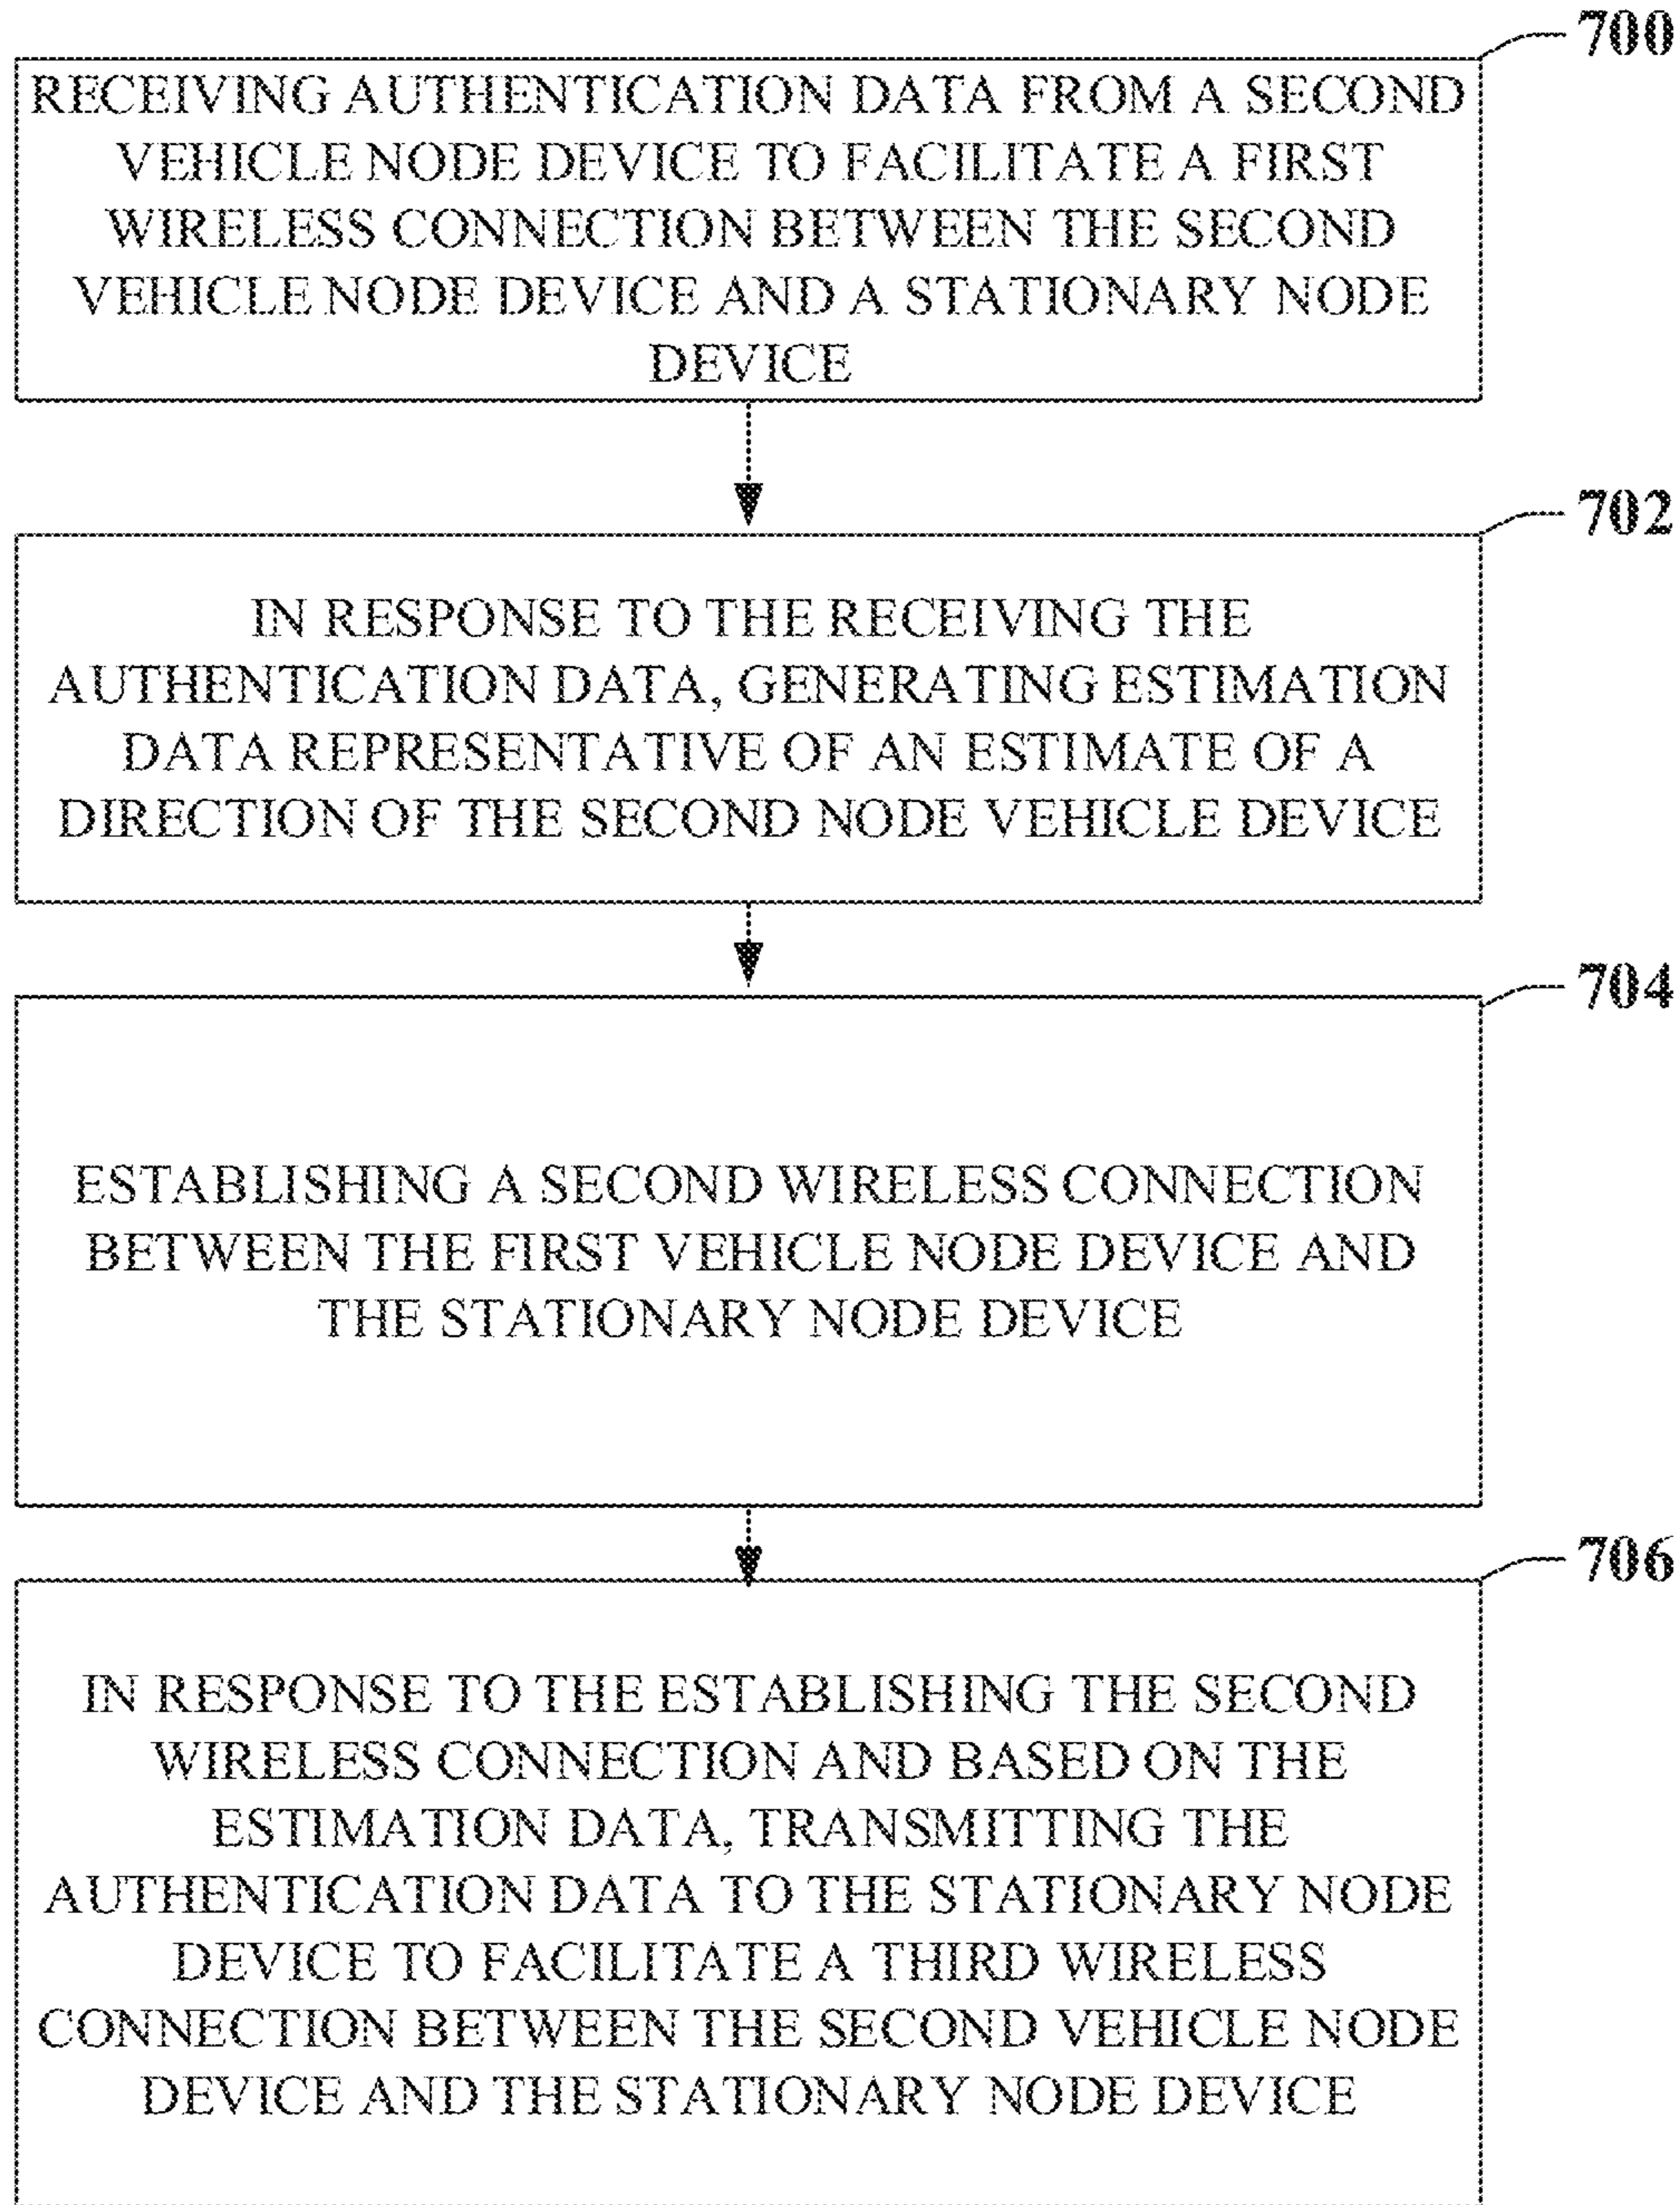 700
RECEIVING AUTHENTICATION DATA FROM A SECOND
VEHICLE NODE DEVICE TO FACILITATE A FIRST
WIRELESS CONNECTION BETWEEN THE SECOND
VEHICLE NODE DEVICE AND A STATIONARY NODE
DEVICE
702
IN RESPONSE TO THE RECEIVING THE
AUTHENTICATION DATA, GENERATING ESTIMATION
DATA REPRESENTATIVE OF AN ESTIMATE OF A
DIRECTION OF THE SECOND NODE VEHICLE DEVICE
704
ESTABLISHING A SECOND WIRELESS CONNECTION
BETWEEN THE FIRST VEHICLE NODE DEVICE AND
THE STATIONARY NODE DEVICE
706
IN RESPONSE TO THE ESTABLISHING THE SECOND
WIRELESS CONNECTION AND BASED ON THE
ESTIMATION DATA, TRANSMITTING THE
AUTHENTICATION DATA TO THE STATIONARY NODE
DEVICE TO FACILITATE A THIRD WIRELESS
CONNECTION BETWEEN THE SECOND VEHICLE NODE
DEVICE AND THE STATIONARY NODE DEVICE